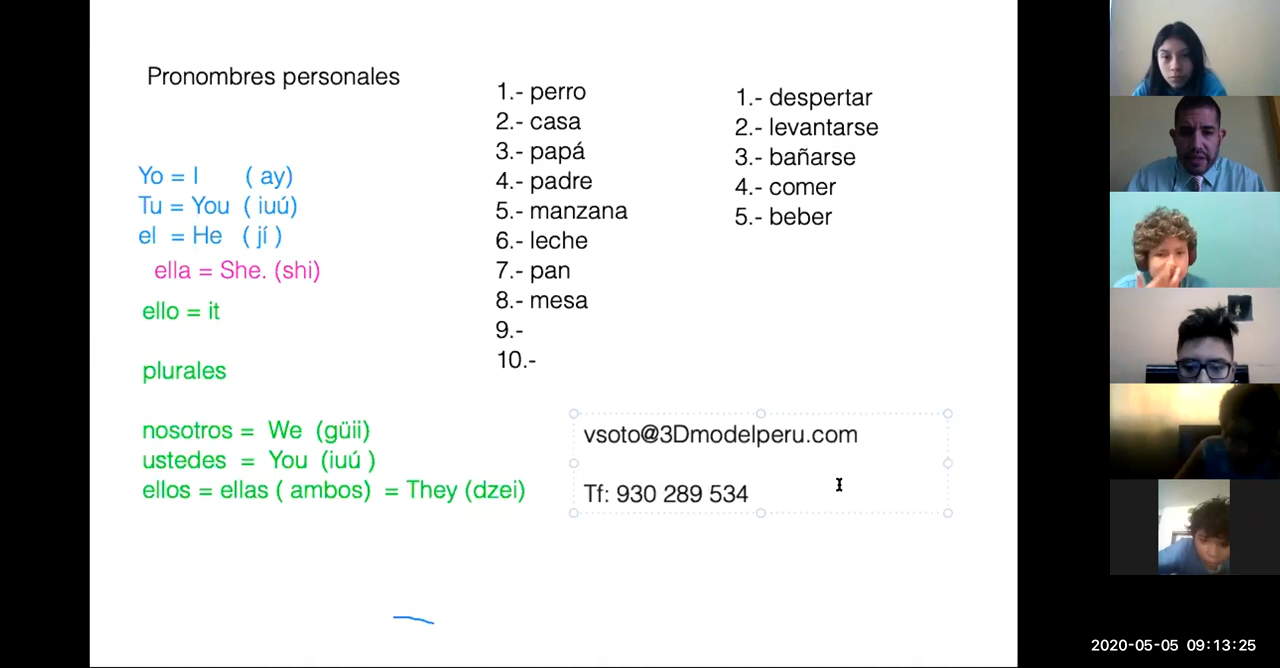 Pronombres personales
Yo = I ( ay)
Tu = You ( iuú)
el = He ( jí )
ella = She. (shi)
ello = it
plurales
nosotros = We (güii)
ustedes = You (iuú )
ellos = ellas ( ambos) = They (dzei)
1.- perro
2.- casa
3.- papá
4.- padre
5.- manzana
6.- leche
7.- pan
8.- mesa
9.-
10.-
1.- despertar
2.- levantarse
3.- bañarse
4.- comer
5.- beber
vsoto@3Dmodelperu.com
Tf: 930 289 534
2020-05-05 09:13:25